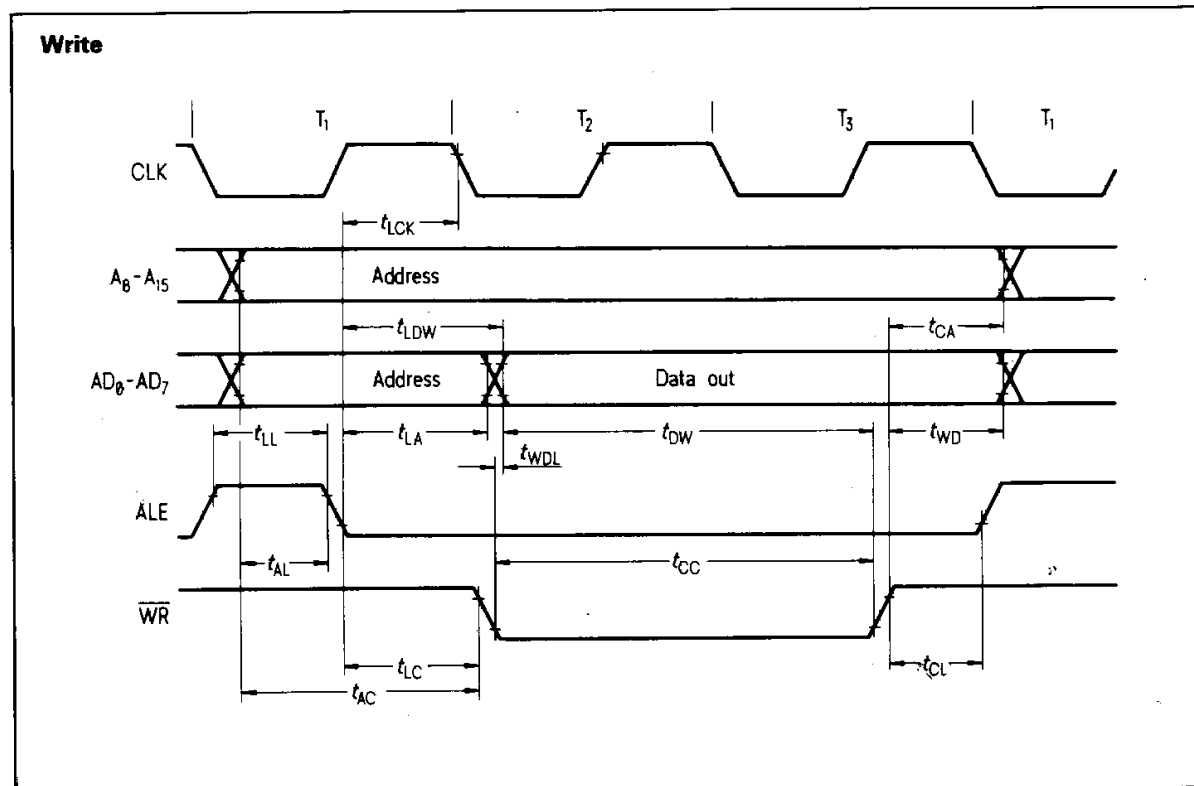 Write
T1 T2 T3 T1
CLK
tLCK
A8-A15 Address
tLDW tCA
AD0-AD7 Address Data out
tLL tLA tDW tWD
tWDL
ALE
tAL tCC
WR
tLC tCL
tAC